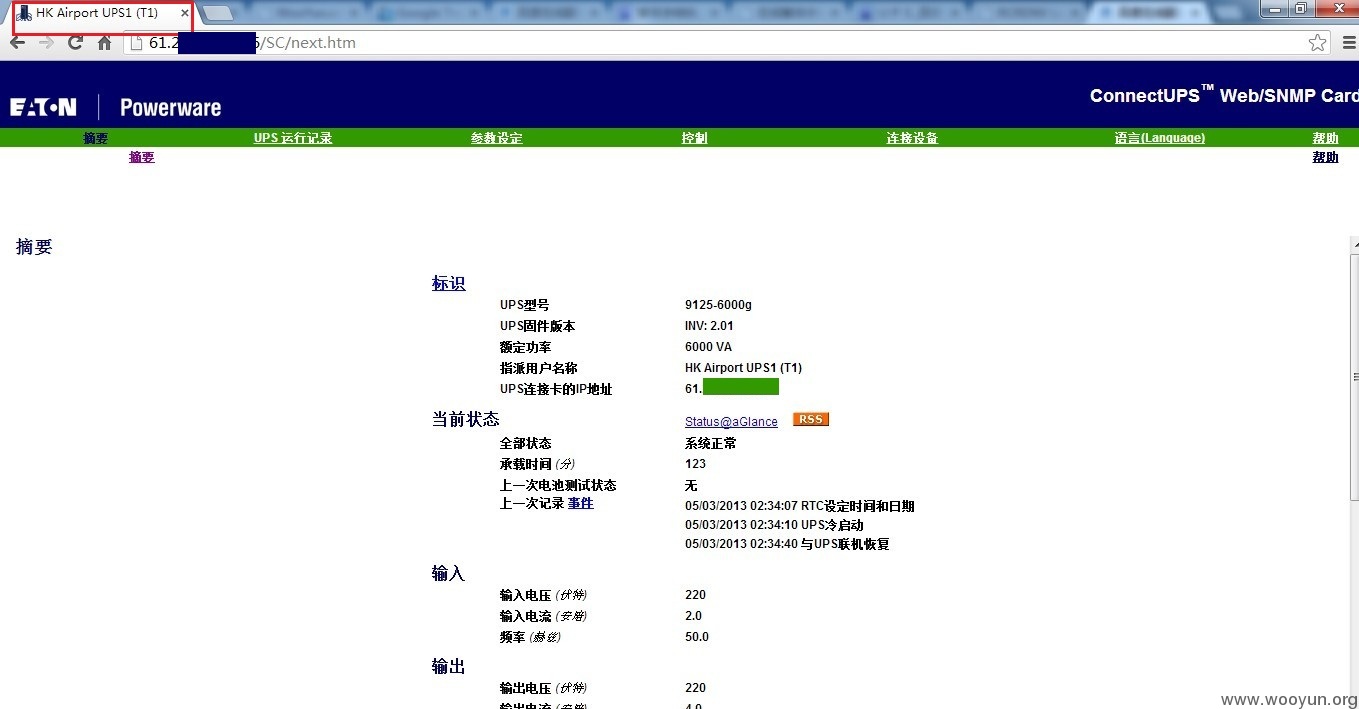 HK Airport UPS1 (T1)
61.2 /SC/next.htm
EATON Powerware
ConnectUPS™ Web/SNMP Card
摘要 UPS 运行记录 参数设定 控制 连接设备 语言(Language) 帮助
摘要 帮助
摘要
标识
UPS型号 9125-6000g
UPS固件版本 INV: 2.01
额定功率 6000 VA
指派用户名称 HK Airport UPS1 (T1)
UPS连接卡的IP地址 61.
当前状态 Status@aGlance RSS
全部状态 系统正常
承载时间 (分) 123
上一次电池测试状态 无
上一次记录 事件 05/03/2013 02:34:07 RTC设定时间和日期
05/03/2013 02:34:10 UPS冷启动
05/03/2013 02:34:40 与UPS联机恢复
输入
输入电压 (伏特) 220
输入电流 (安培) 2.0
频率 (赫兹) 50.0
输出
输出电压 (伏特) 220
输出电流 (安培) 4.0
www.wooyun.org